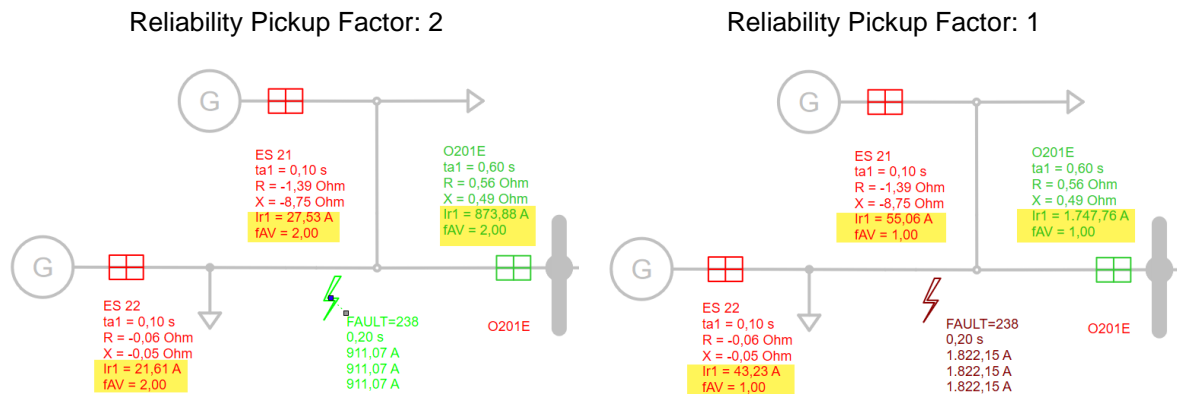 Reliability Pickup Factor: 2
G
ES 21
ta1 = 0,10 s
R = -1,39 Ohm
X = -8,75 Ohm
Ir1 = 27,53 A
fAV = 2,00
O201E
ta1 = 0,60 s
R = 0,56 Ohm
X = 0,49 Ohm
Ir1 = 873,88 A
fAV = 2,00
G
ES 22
ta1 = 0,10 s
R = -0,06 Ohm
X = -0,05 Ohm
Ir1 = 21,61 A
fAV = 2,00
FAULT=238
0,20 s
911,07 A
911,07 A
911,07 A
O201E
Reliability Pickup Factor: 1
G
ES 21
ta1 = 0,10 s
R = -1,39 Ohm
X = -8,75 Ohm
Ir1 = 55,06 A
fAV = 1,00
O201E
ta1 = 0,60 s
R = 0,56 Ohm
X = 0,49 Ohm
Ir1 = 1.747,76 A
fAV = 1,00
G
ES 22
ta1 = 0,10 s
R = -0,06 Ohm
X = -0,05 Ohm
Ir1 = 43,23 A
fAV = 1,00
FAULT=238
0,20 s
1.822,15 A
1.822,15 A
1.822,15 A
O201E